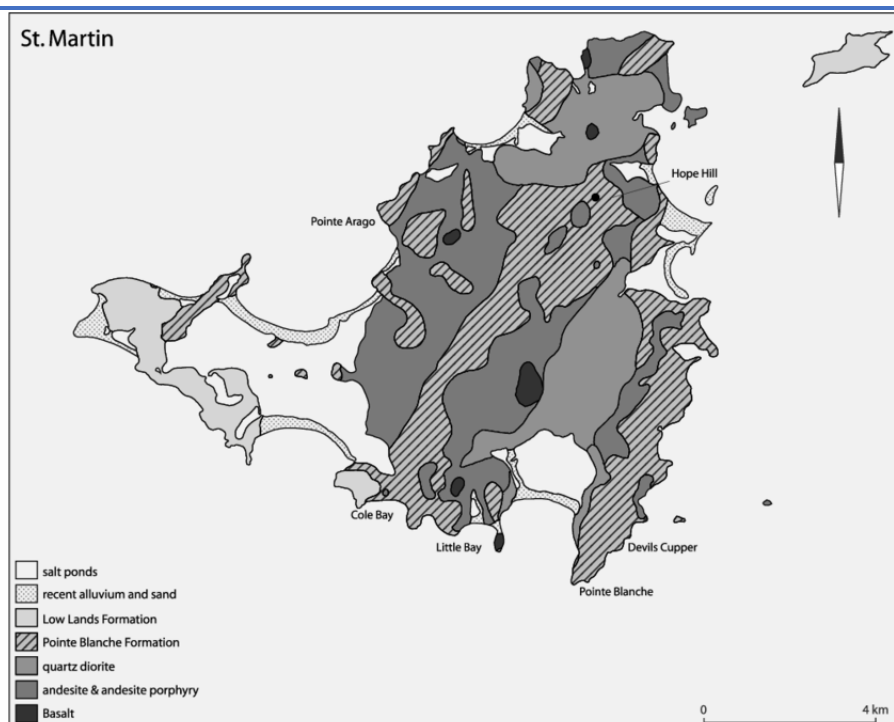 St. Martin
Hope Hill
Pointe Arago
Cole Bay
Little Bay
Devils Cupper
Pointe Blanche
salt ponds
recent alluvium and sand
Low Lands Formation
Pointe Blanche Formation
quartz diorite
andesite & andesite porphyry
Basalt
0 4 km